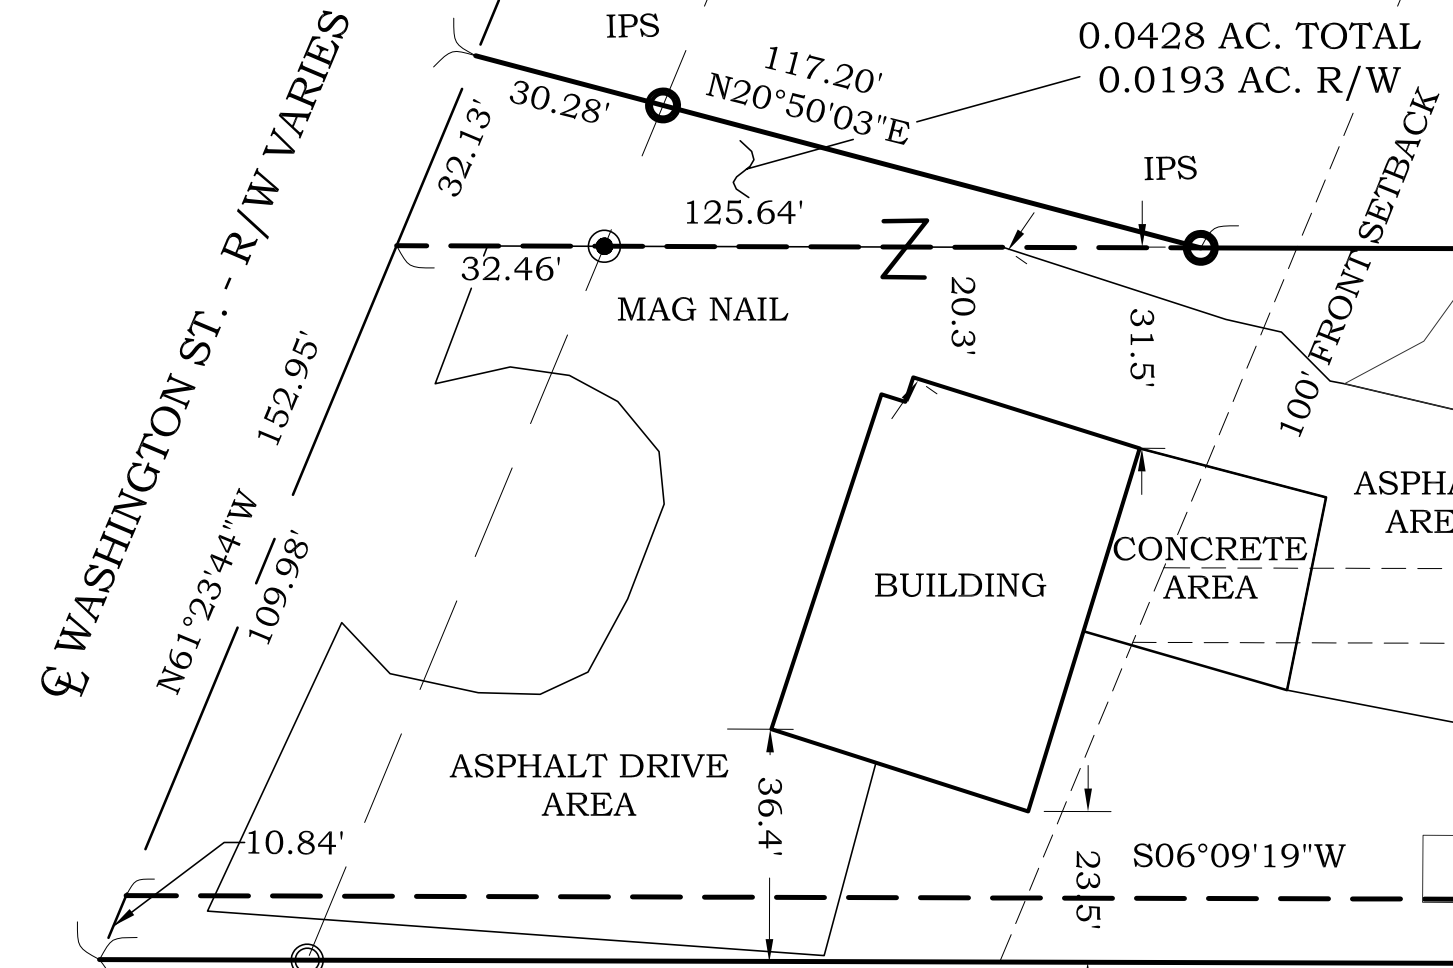 IPS
0.0428 AC. TOTAL
0.0193 AC. R/W
117.20'
N20°50'03"E
30.28'
32.13'
IPS
125.64'
Z
32.46'
MAG NAIL
20.3'
31.5'
100' FRONT SETBACK
℄ WASHINGTON ST. - R/W VARIES
152.95'
N61°23'44"W
109.98'
BUILDING
CONCRETE
AREA
ASPHA
ARE
ASPHALT DRIVE
AREA
36.4'
10.84'
23.5'
S06°09'19"W